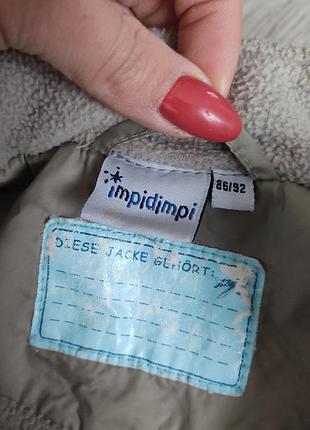 impidimpi
86/92
DIESE JACKE GEHÖRT: